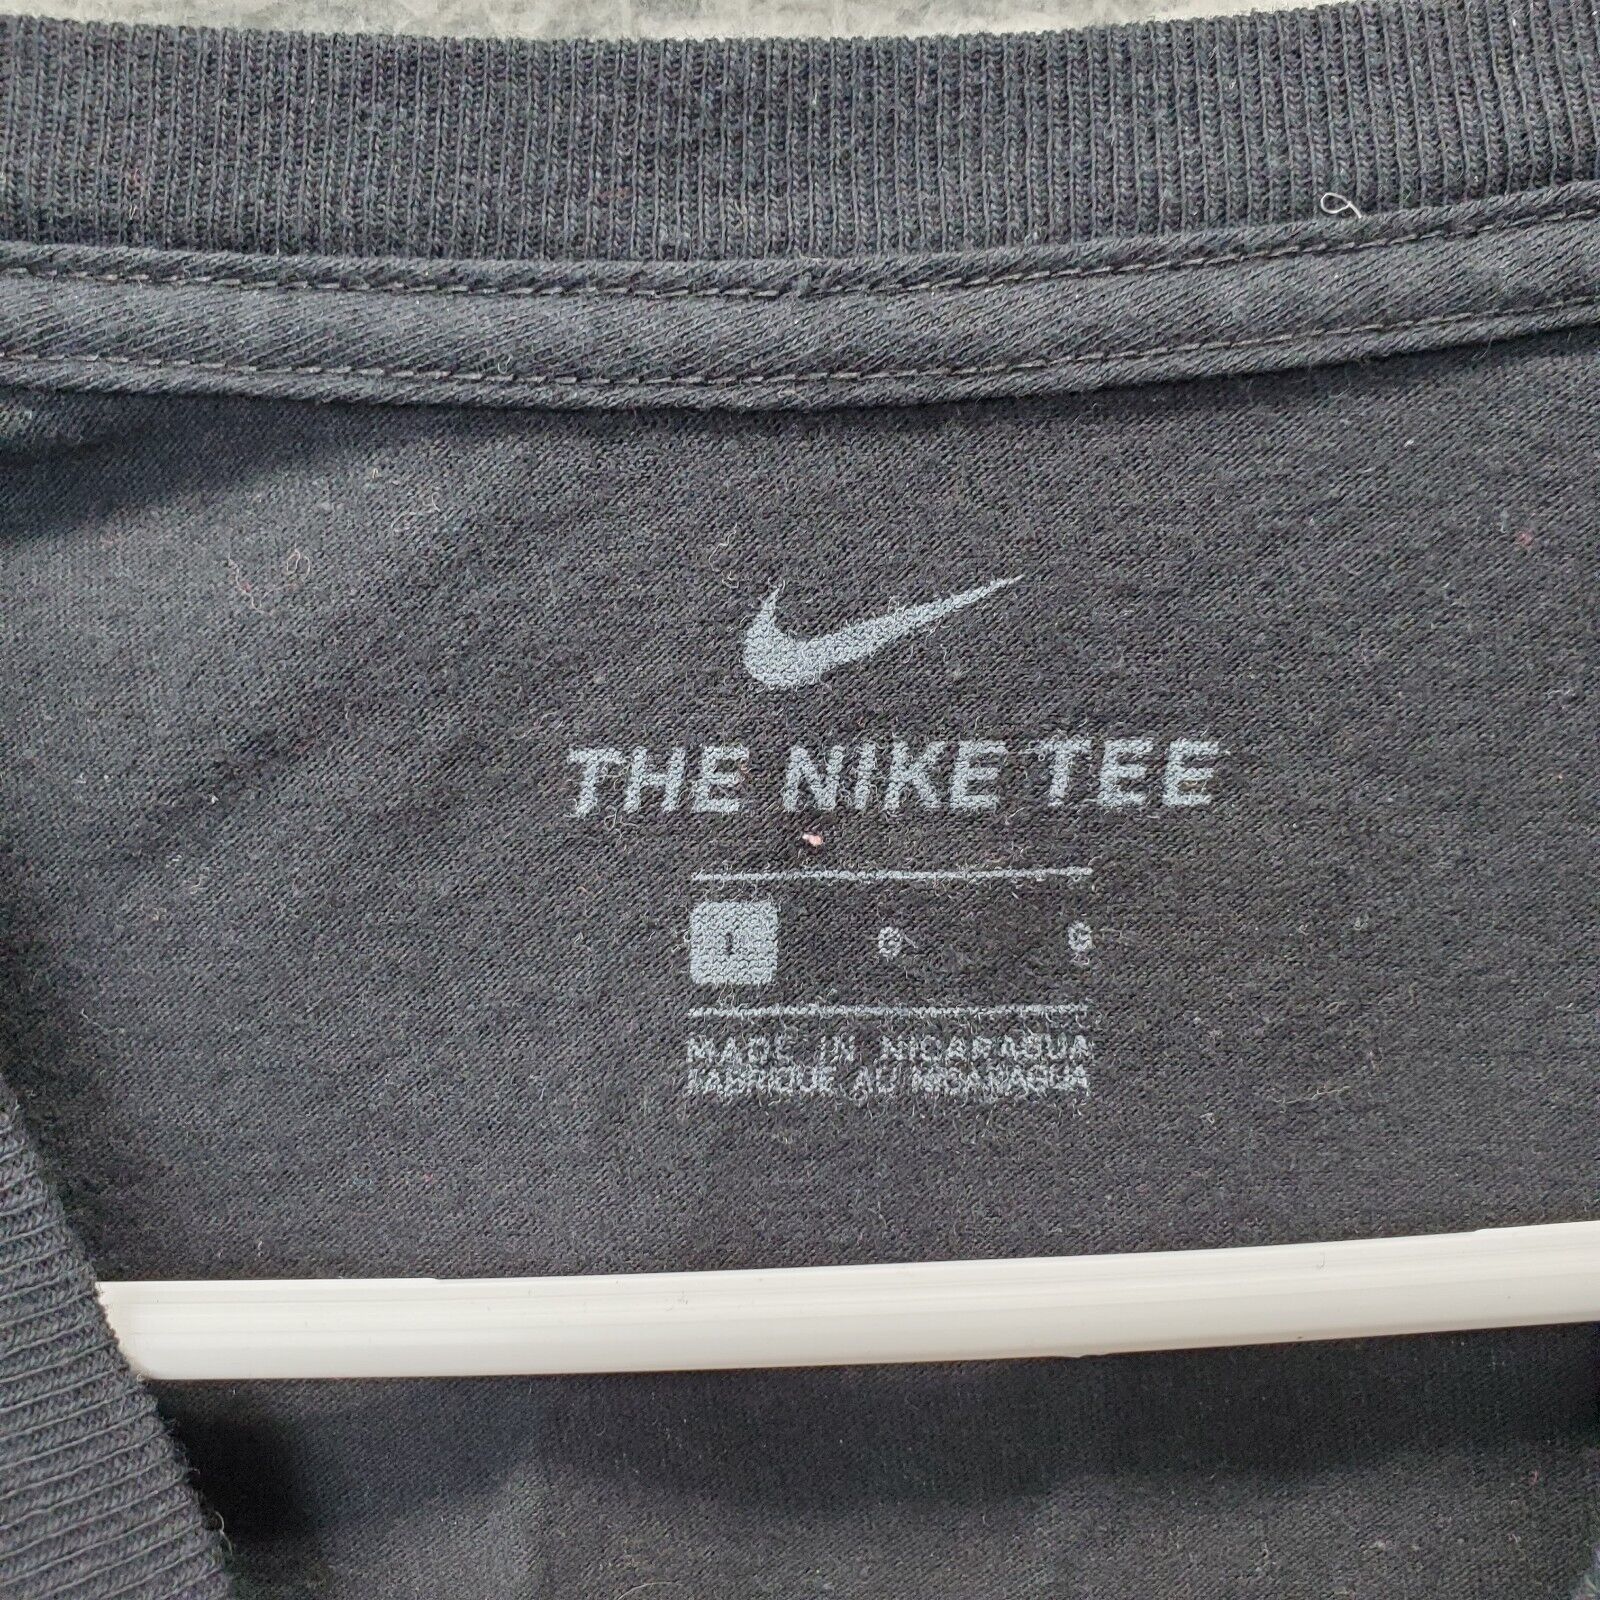 THE NIKE TEE
L G G
MADE IN NICARAGUA
FABRIQUE AU NICARAGUA